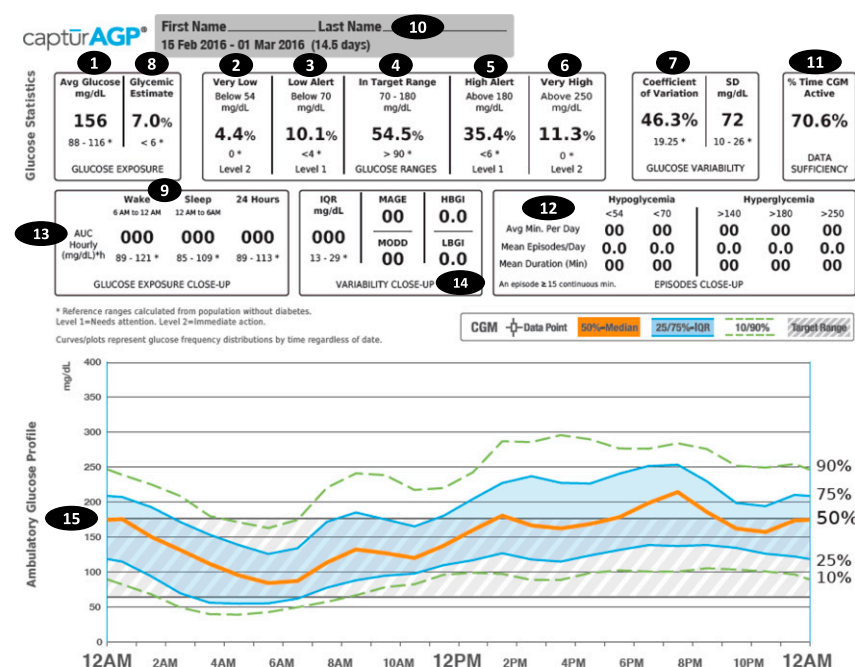 captūrAGP®
First Name Last Name 10
15 Feb 2016 - 01 Mar 2016 (14.5 days)
Glucose Statistics
1 8 2 3 4 5 6 7 11
Avg Glucose Glycemic Very Low Low Alert In Target Range High Alert Very High Coefficient SD % Time CGM
mg/dL Estimate Below 54 Below 70 70 - 180 Above 180 Above 250 of Variation mg/dL Active
mg/dL mg/dL mg/dL mg/dL mg/dL
156 7.0% 4.4% 10.1% 54.5% 35.4% 11.3% 46.3% 72 70.6%
88 - 116 * < 6 * 0 * <4 * > 90 * <6 * 0 * 19.25 * 10 - 26 *
GLUCOSE EXPOSURE Level 2 Level 1 GLUCOSE RANGES Level 1 Level 2 GLUCOSE VARIABILITY DATA
SUFFICIENCY
9 12 13 14
Wake Sleep 24 Hours
6 AM to 12 AM 12 AM to 6AM
AUC
Hourly
(mg/dL)*h
000 000 000
89 - 121 * 85 - 109 * 89 - 113 *
GLUCOSE EXPOSURE CLOSE-UP
IQR MAGE HBGI
mg/dL 00 0.0
000 MODD LBGI
13 - 29 * 00 0.0
VARIABILITY CLOSE-UP
Hypoglycemia Hyperglycemia
<54 <70 >140 >180 >250
Avg Min. Per Day 00 00 00 00 00
Mean Episodes/Day 0.0 0.0 0.0 0.0 0.0
Mean Duration (Min) 00 00 00 00 00
An episode ≥ 15 continuous min. EPISODES CLOSE-UP
* Reference ranges calculated from population without diabetes.
Level 1=Needs attention. Level 2=Immediate action.
Curves/plots represent glucose frequency distributions by time regardless of date.
CGM Data Point 50%-Median 25/75%-IQR 10/90% Target Range
Ambulatory Glucose Profile
mg/dL
400
350
300
250
200
150
100
50
0
15
90%
75%
50%
25%
10%
12AM 2AM 4AM 6AM 8AM 10AM 12PM 2PM 4PM 6PM 8PM 10PM 12AM